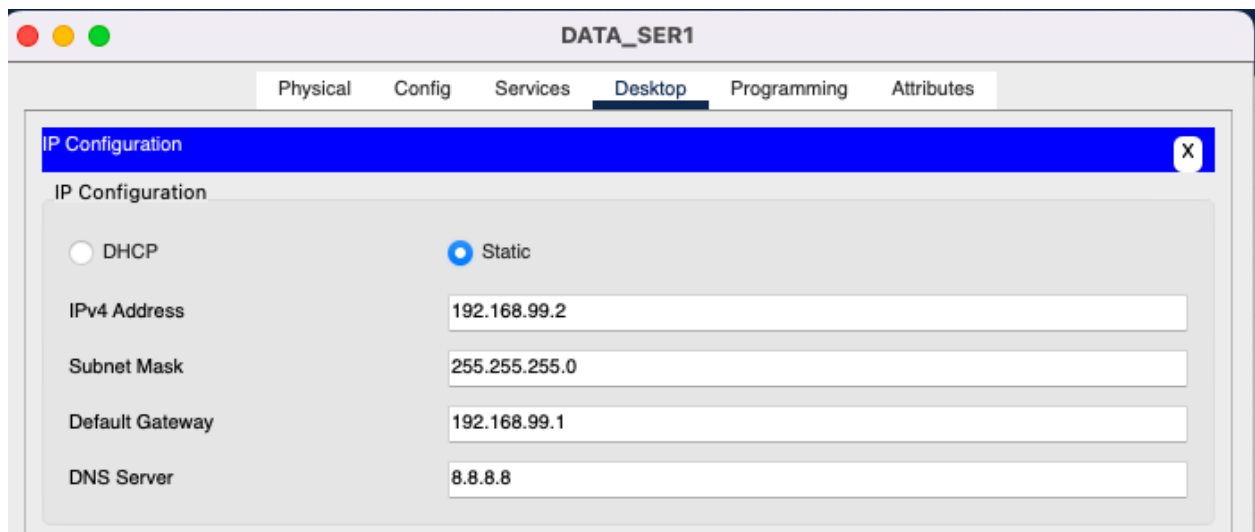 DATA_SER1
Physical Config Services Desktop Programming Attributes
IP Configuration X
IP Configuration
DHCP Static
IPv4 Address 192.168.99.2
Subnet Mask 255.255.255.0
Default Gateway 192.168.99.1
DNS Server 8.8.8.8